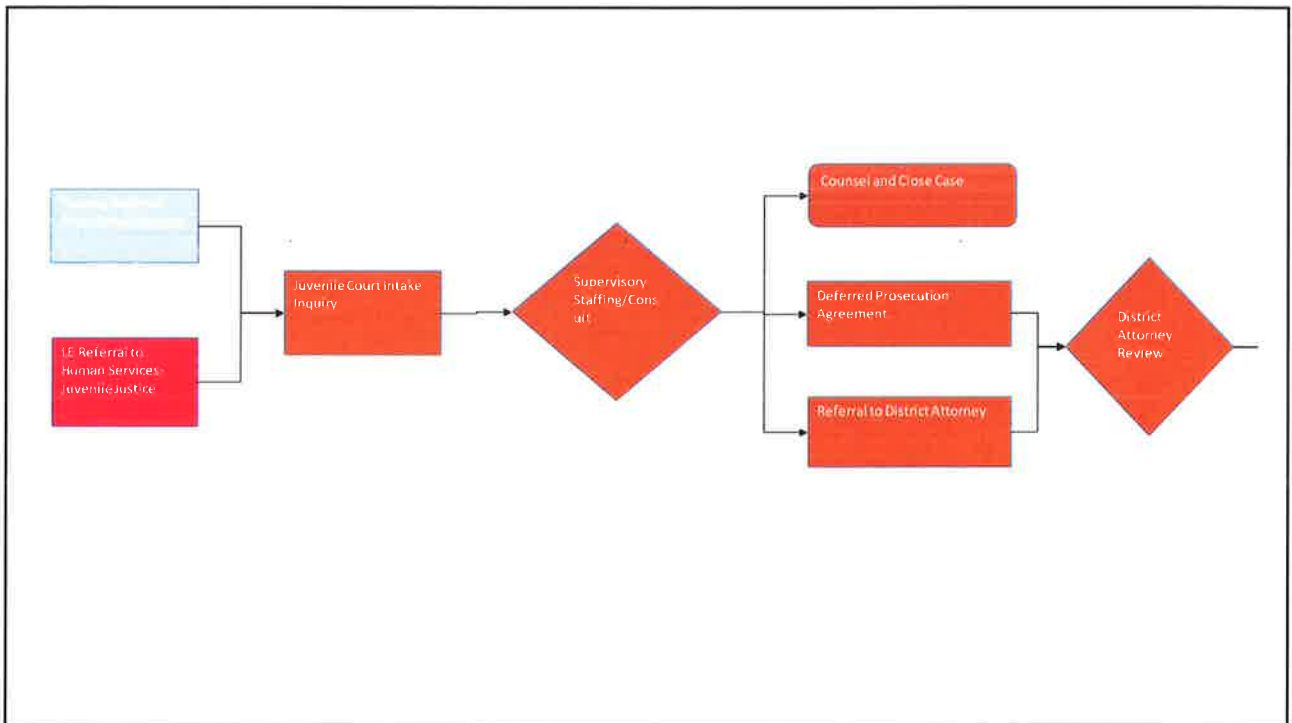 LE Referral to
Human Services-
Juvenile Justice
Juvenile Court Intake
Inquiry
Supervisory
Staffing/Cons
ult
Counsel and Close Case
Deferred Prosecution
Agreement
Referral to District Attorney
District
Attorney
Review